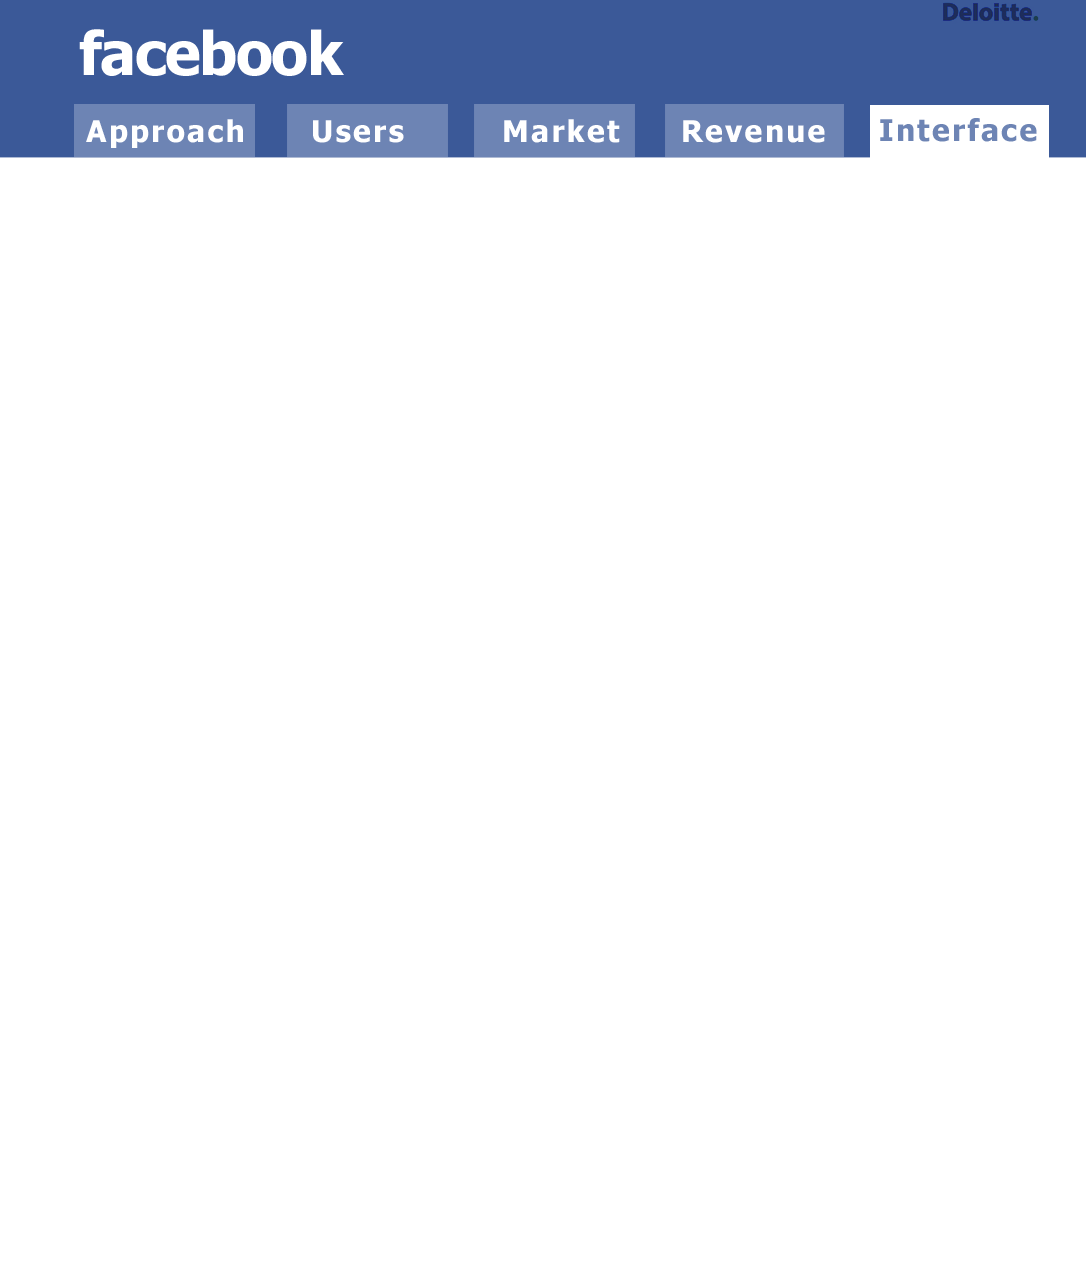 Deloitte.
facebook
Approach Users Market Revenue Interface